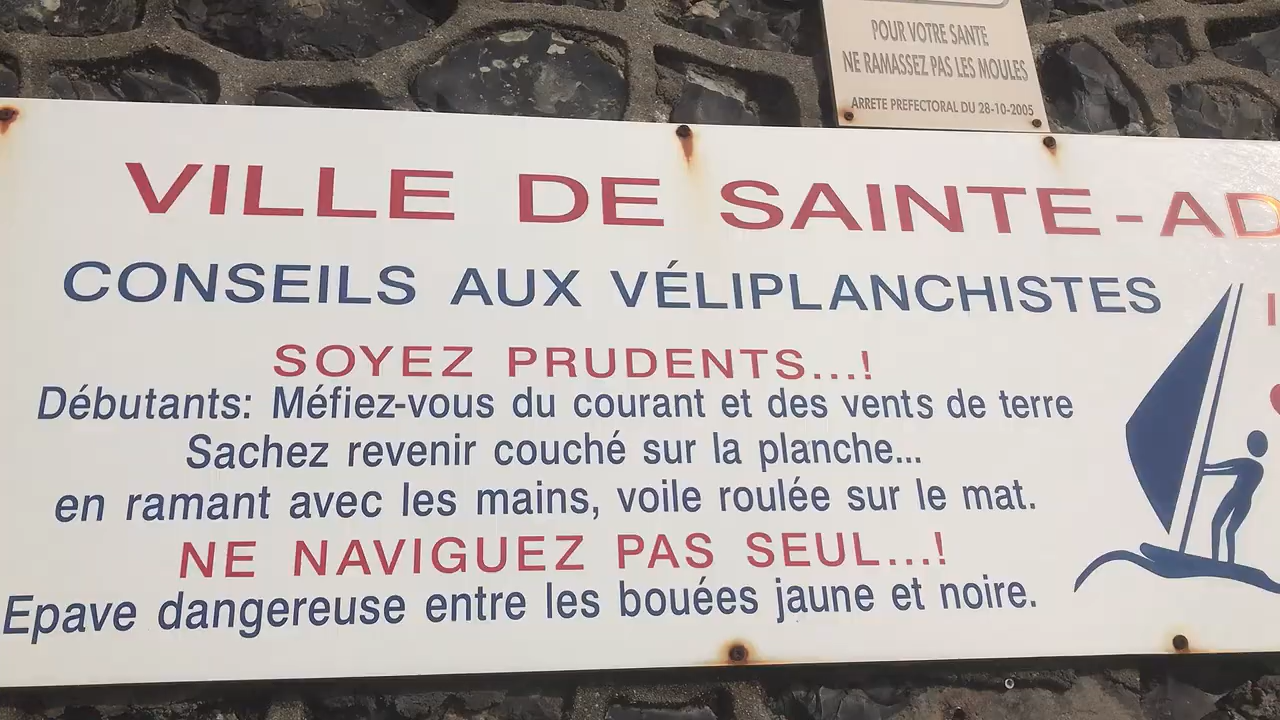 POUR VOTRE SANTE
NE RAMASSEZ PAS LES MOULES
ARRETE PREFECTORAL DU 28-10-2005
VILLE DE SAINTE-AD
CONSEILS AUX VÉLIPLANCHISTES
SOYEZ PRUDENTS...!
Débutants: Méfiez-vous du courant et des vents de terre
Sachez revenir couché sur la planche...
en ramant avec les mains, voile roulée sur le mat.
NE NAVIGUEZ PAS SEUL...!
Epave dangereuse entre les bouées jaune et noire.